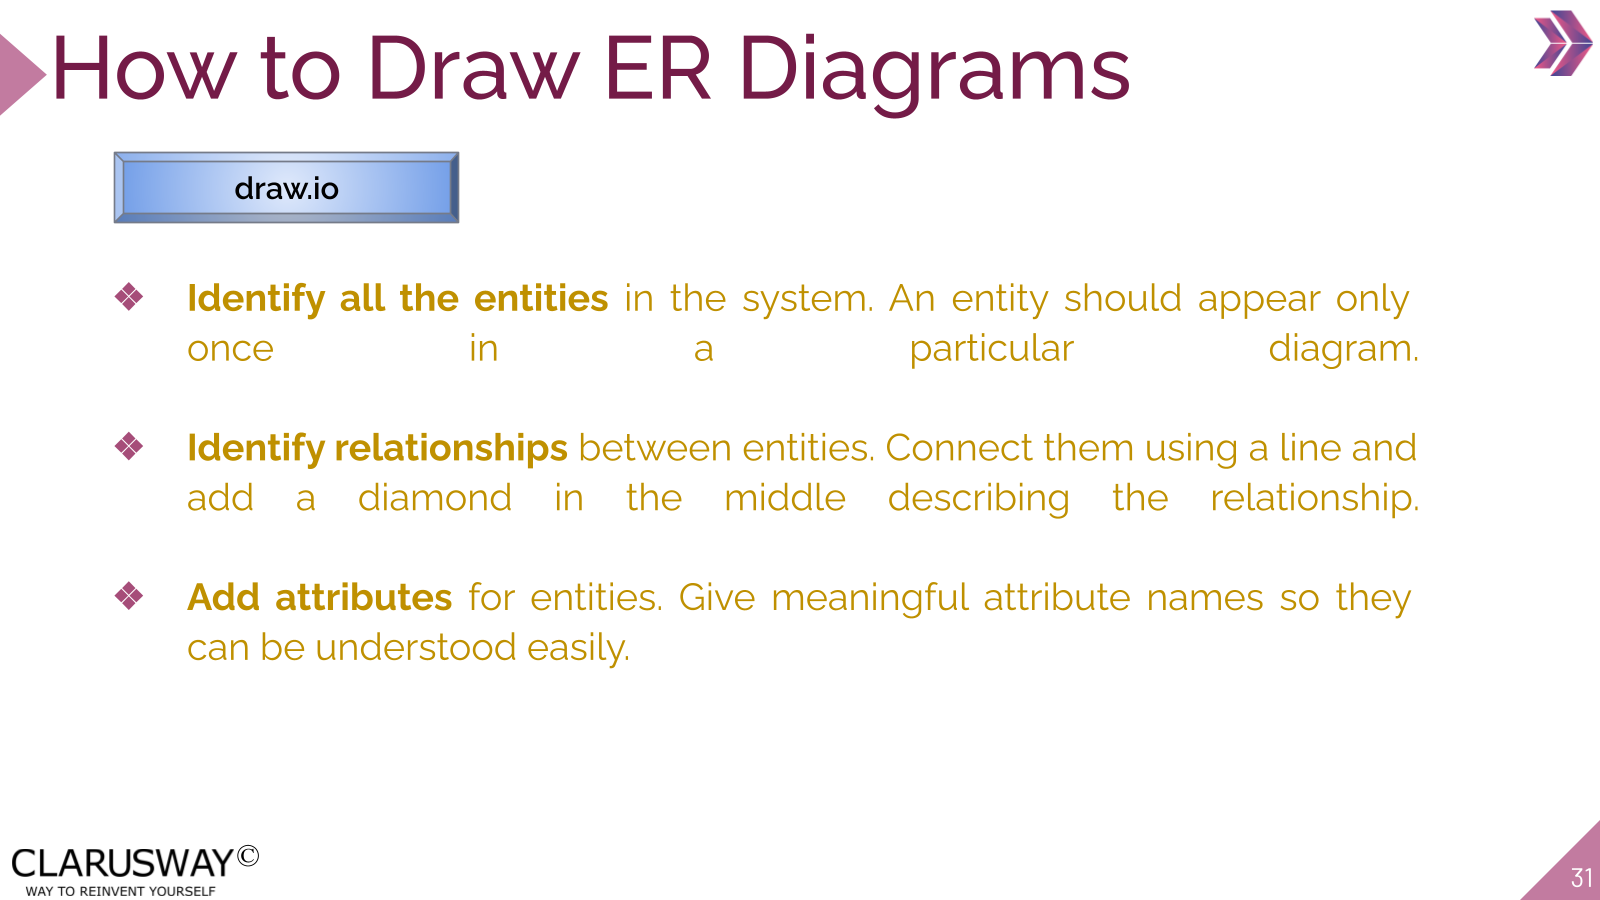 How to Draw ER Diagrams
draw.io
❖ Identify all the entities in the system. An entity should appear only
once in a particular diagram.
❖ Identify relationships between entities. Connect them using a line and
add a diamond in the middle describing the relationship.
❖ Add attributes for entities. Give meaningful attribute names so they
can be understood easily.
CLARUSWAY©
WAY TO REINVENT YOURSELF
31